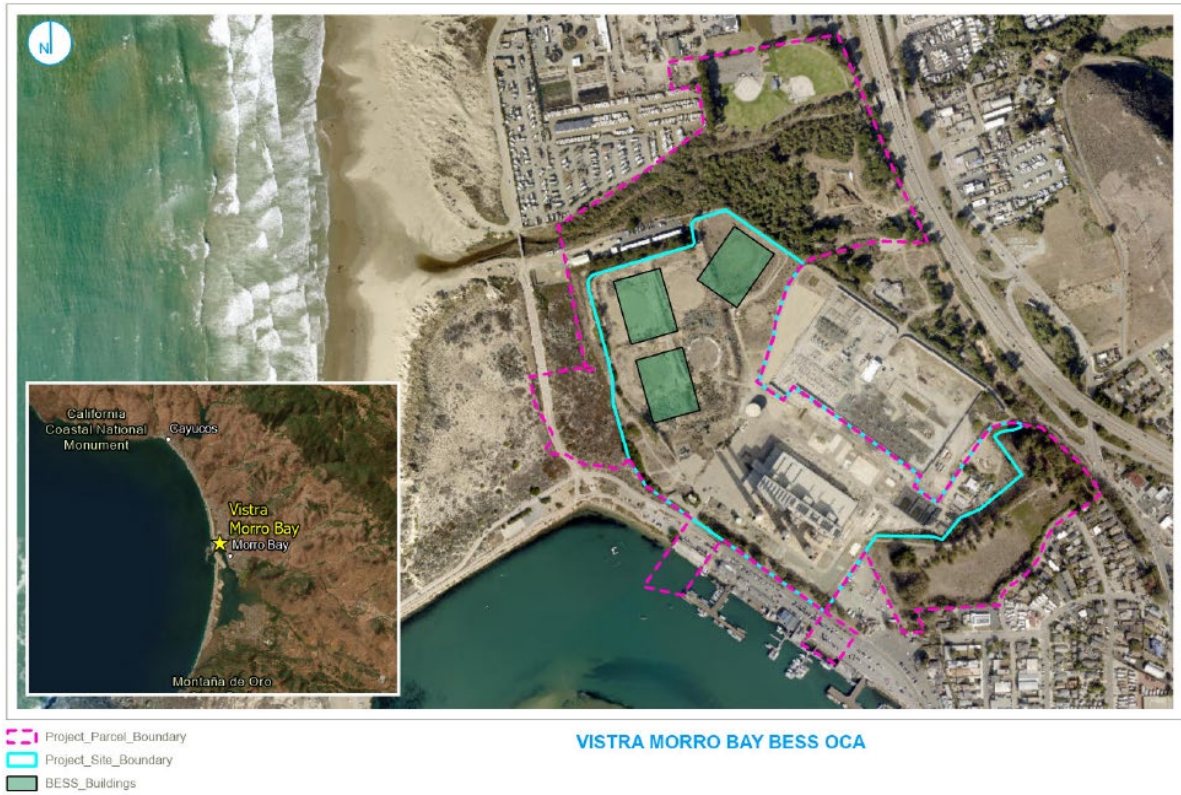 N
California
Coastal National
Monument
Cayucos
Vistra
Morro Bay
Morro Bay
Montaña de Oro
Project_Parcel_Boundary
Project_Site_Boundary
BESS_Buildings
VISTRA MORRO BAY BESS OCA